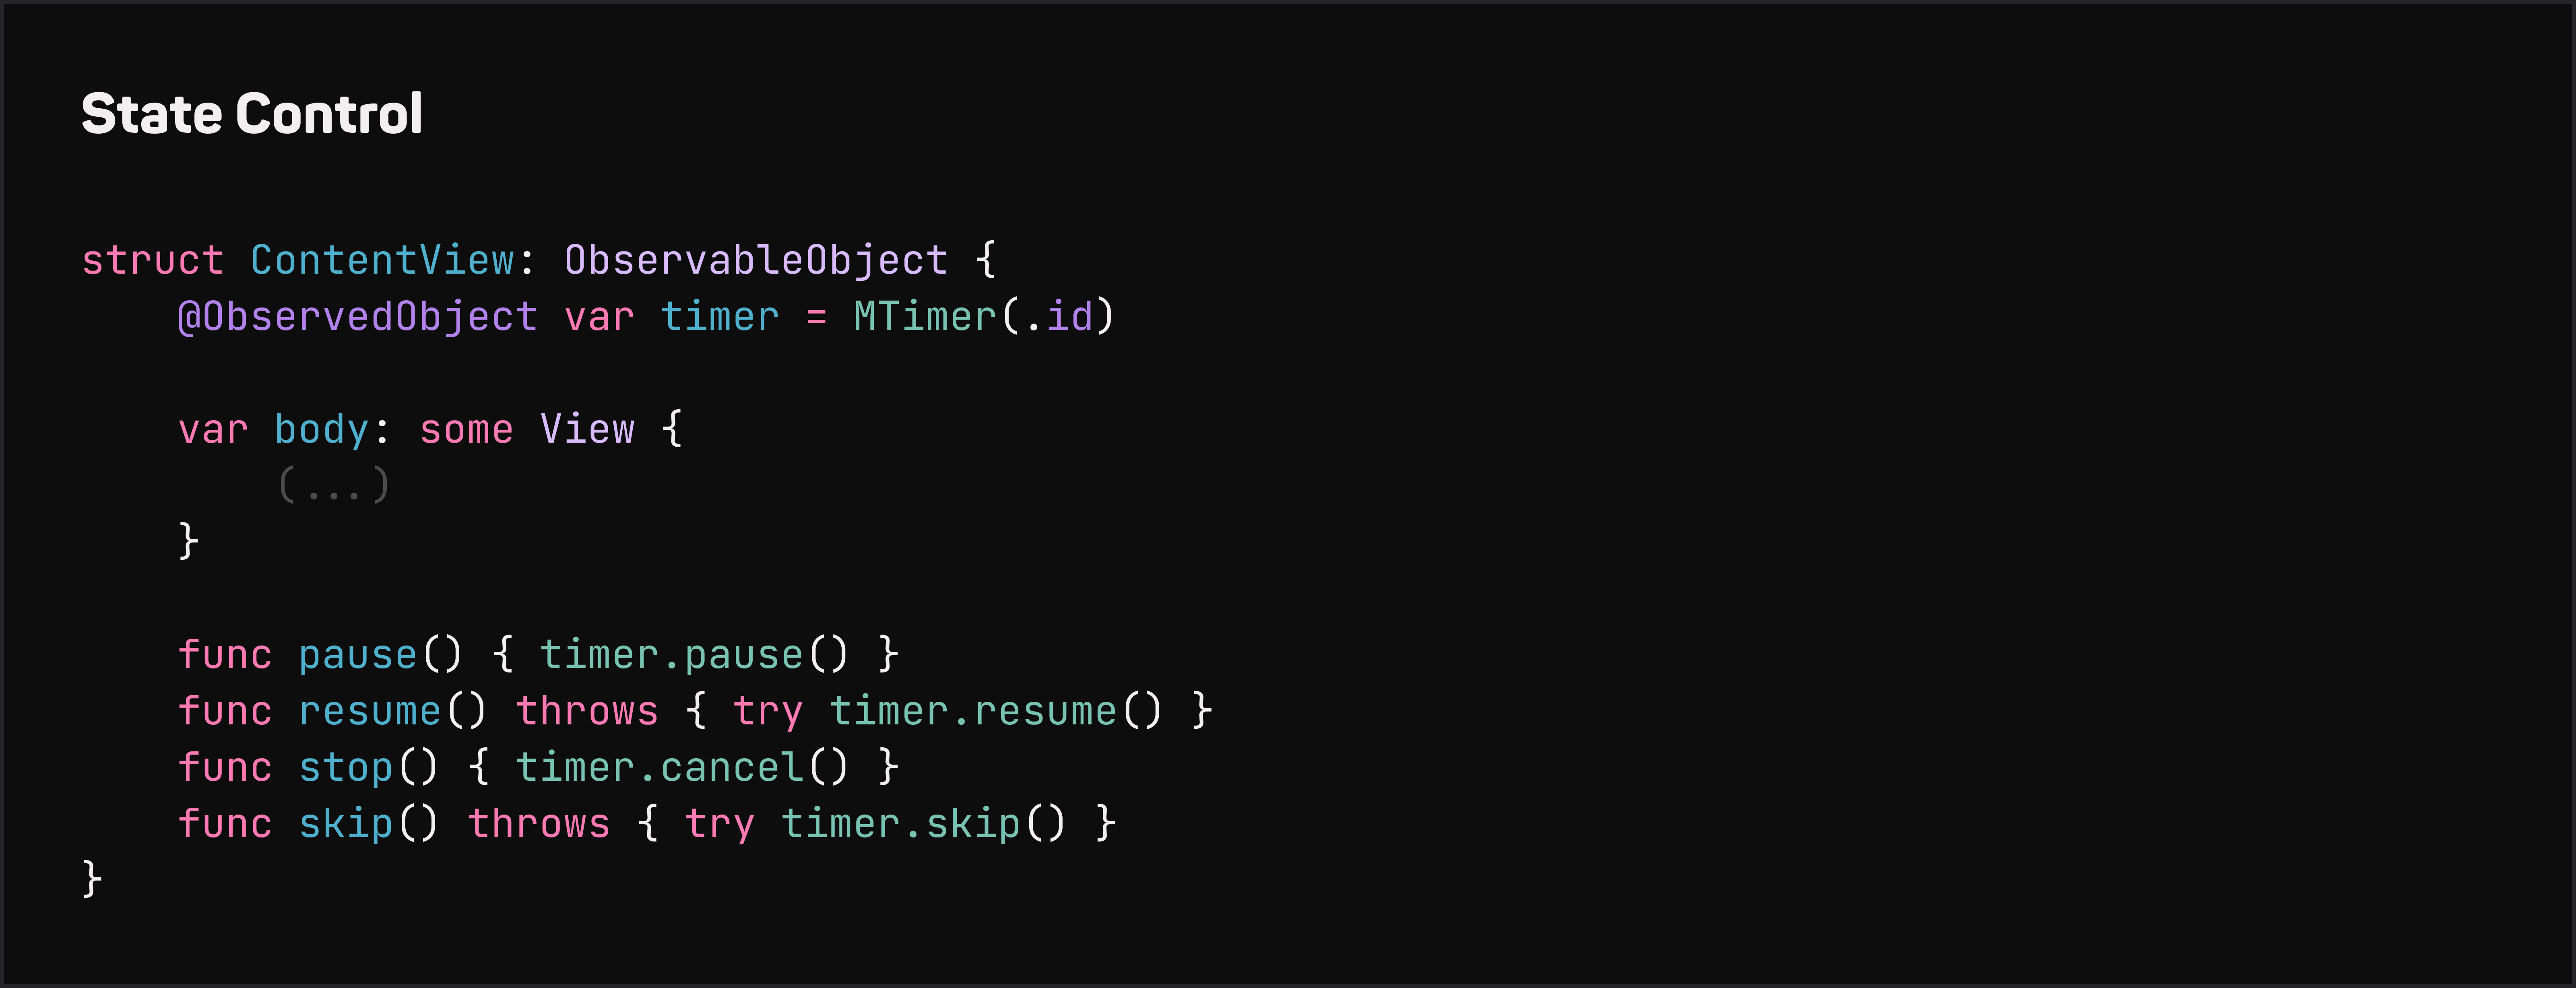 State Control
struct ContentView: ObservableObject {
@ObservedObject var timer = MTimer(.id)
var body: some View {
(...)
}
func pause() { timer.pause() }
func resume() throws { try timer.resume() }
func stop() { timer.cancel() }
func skip() throws { try timer.skip() }
}